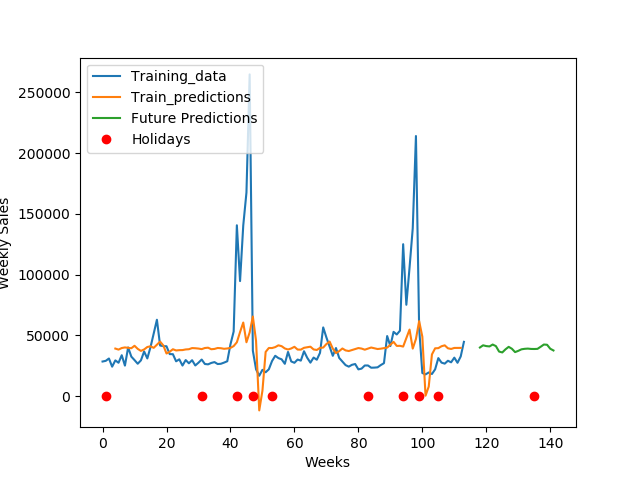 250000
200000
150000
100000
50000
0
Weekly Sales
Training_data
Train_predictions
Future Predictions
Holidays
0 20 40 60 80 100 120 140
Weeks